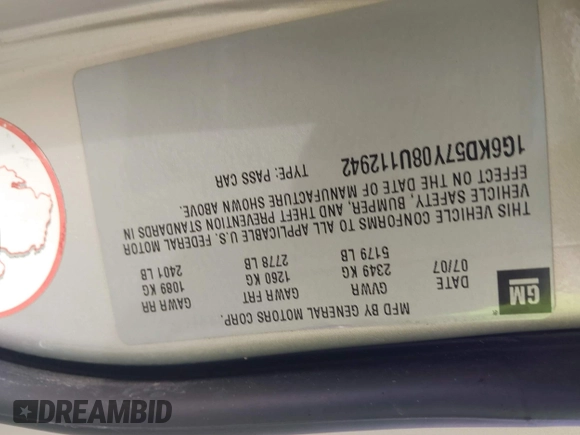 GM
MFD BY GENERAL MOTORS CORP.
DATE GVWR GAWR FRT GAWR RR
07/07 2349 KG 1260 KG 1089 KG
5179 LB 2778 LB 2401 LB
THIS VEHICLE CONFORMS TO ALL APPLICABLE U.S. FEDERAL MOTOR
VEHICLE SAFETY, BUMPER, AND THEFT PREVENTION STANDARDS IN
EFFECT ON THE DATE OF MANUFACTURE SHOWN ABOVE.
1G6KD57Y08U112942 TYPE: PASS CAR
DREAMBID